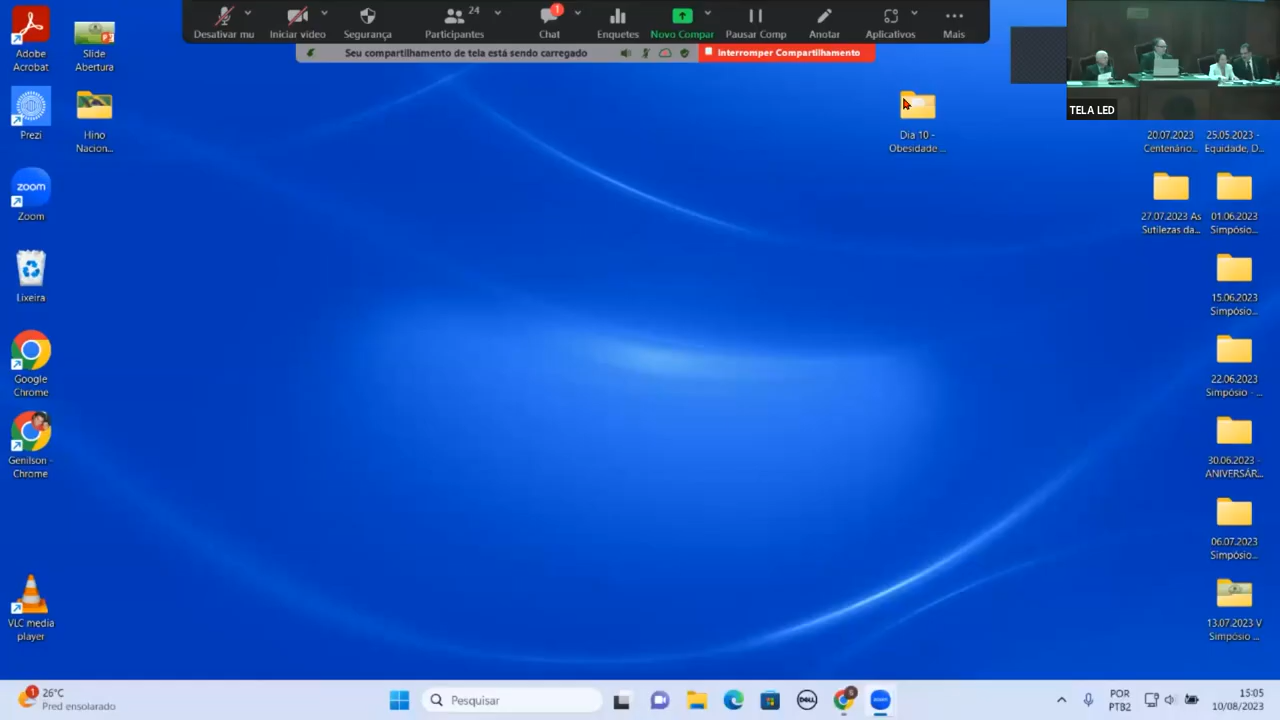 Desativar mu
Iniciar vídeo
Segurança
Participantes
24
Chat
1
Enquetes
Novo Compar
Pausar Comp
Anotar
Aplicativos
Mais
Seu compartilhamento de tela está sendo carregado
Interromper Compartilhamento
TELA LED
Adobe
Acrobat
Slide
Abertura
Prezi
Hino
Nacion...
zoom
Zoom
Lixeira
Google
Chrome
Genilson -
Chrome
VLC media
player
Dia 10 -
Obesidade ...
20.07.2023
Centenário...
25.05.2023 -
Equidade, D...
27.07.2023 As
Sutilezas da...
01.06.2023
Simpósio...
15.06.2023
Simpósio...
22.06.2023
Simpósio - ...
30.06.2023 -
ANIVERSÁR...
06.07.2023
Simpósio...
13.07.2023 V
Simpósio ...
1
26°C
Pred ensolarado
Pesquisar
DELL
POR
PTB2
15:05
10/08/2023